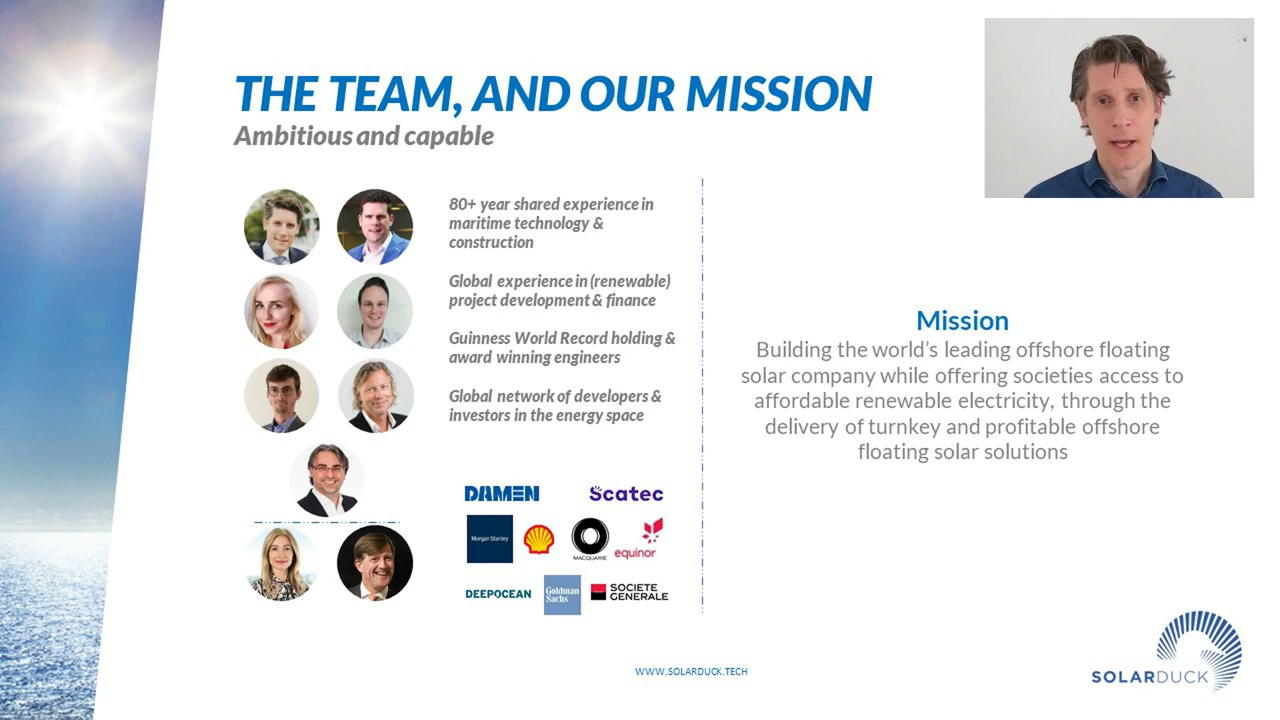 THE TEAM, AND OUR MISSION
Ambitious and capable
80+ year shared experience in
maritime technology &
construction
Global experience in (renewable)
project development & finance
Guinness World Record holding &
award winning engineers
Global network of developers &
investors in the energy space
DAMEN
Scatec
Morgan Stanley
MACQUARIE
equinor
DEEPOCEAN
Goldman
Sachs
SOCIETE
GENERALE
Mission
Building the world's leading offshore floating
solar company while offering societies access to
affordable renewable electricity, through the
delivery of turnkey and profitable offshore
floating solar solutions
WWW.SOLARDUCK.TECH
SOLARDUCK